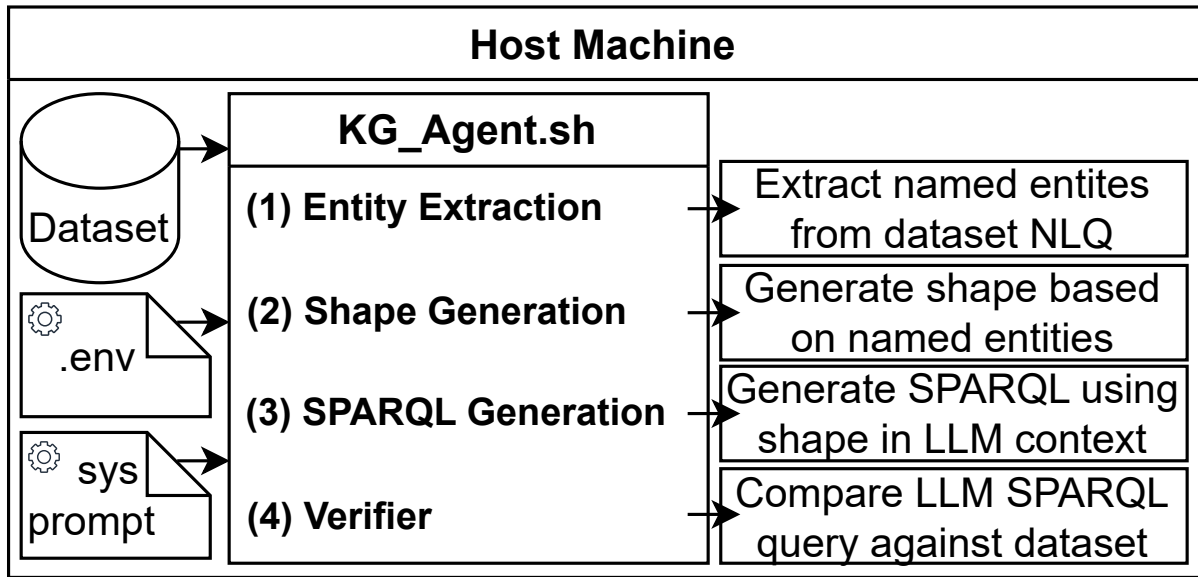 Host Machine
Dataset
.env
sys
prompt
KG_Agent.sh
(1) Entity Extraction
(2) Shape Generation
(3) SPARQL Generation
(4) Verifier
Extract named entites
from dataset NLQ
Generate shape based
on named entities
Generate SPARQL using
shape in LLM context
Compare LLM SPARQL
query against dataset